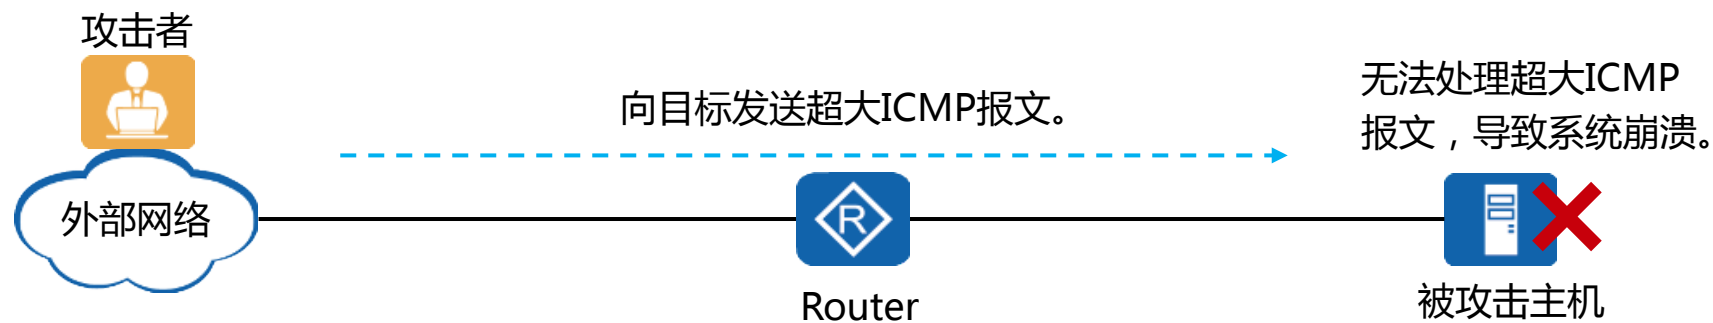 攻击者
向目标发送超大ICMP报文。
无法处理超大ICMP
报文，导致系统崩溃。
外部网络
R
Router
被攻击主机